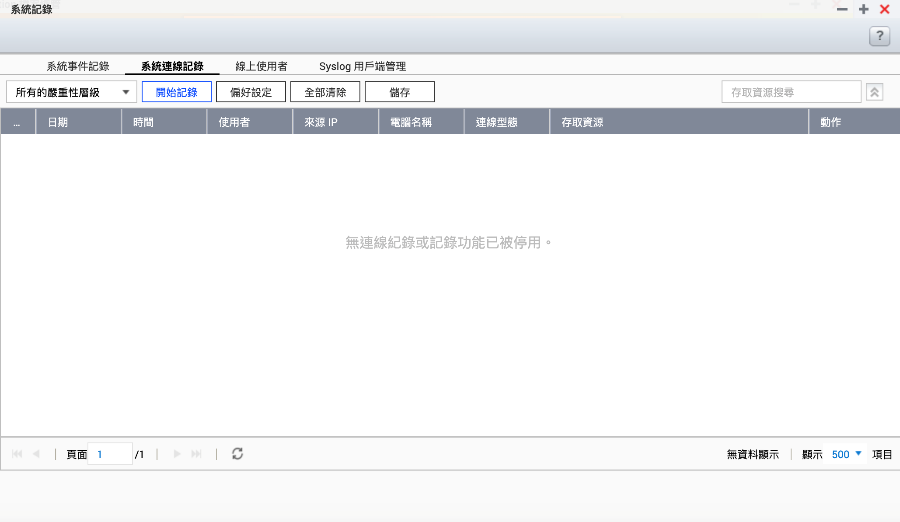 系統記錄
?
系統事件記錄 系統連線記錄 線上使用者 Syslog 用戶端管理
所有的嚴重性層級 開始記錄 偏好設定 全部清除 儲存 存取資源搜尋
... 日期 時間 使用者 來源 IP 電腦名稱 連線型態 存取資源 動作
無連線紀錄或記錄功能已被停用。
頁面 1 /1 無資料顯示 顯示 500 項目